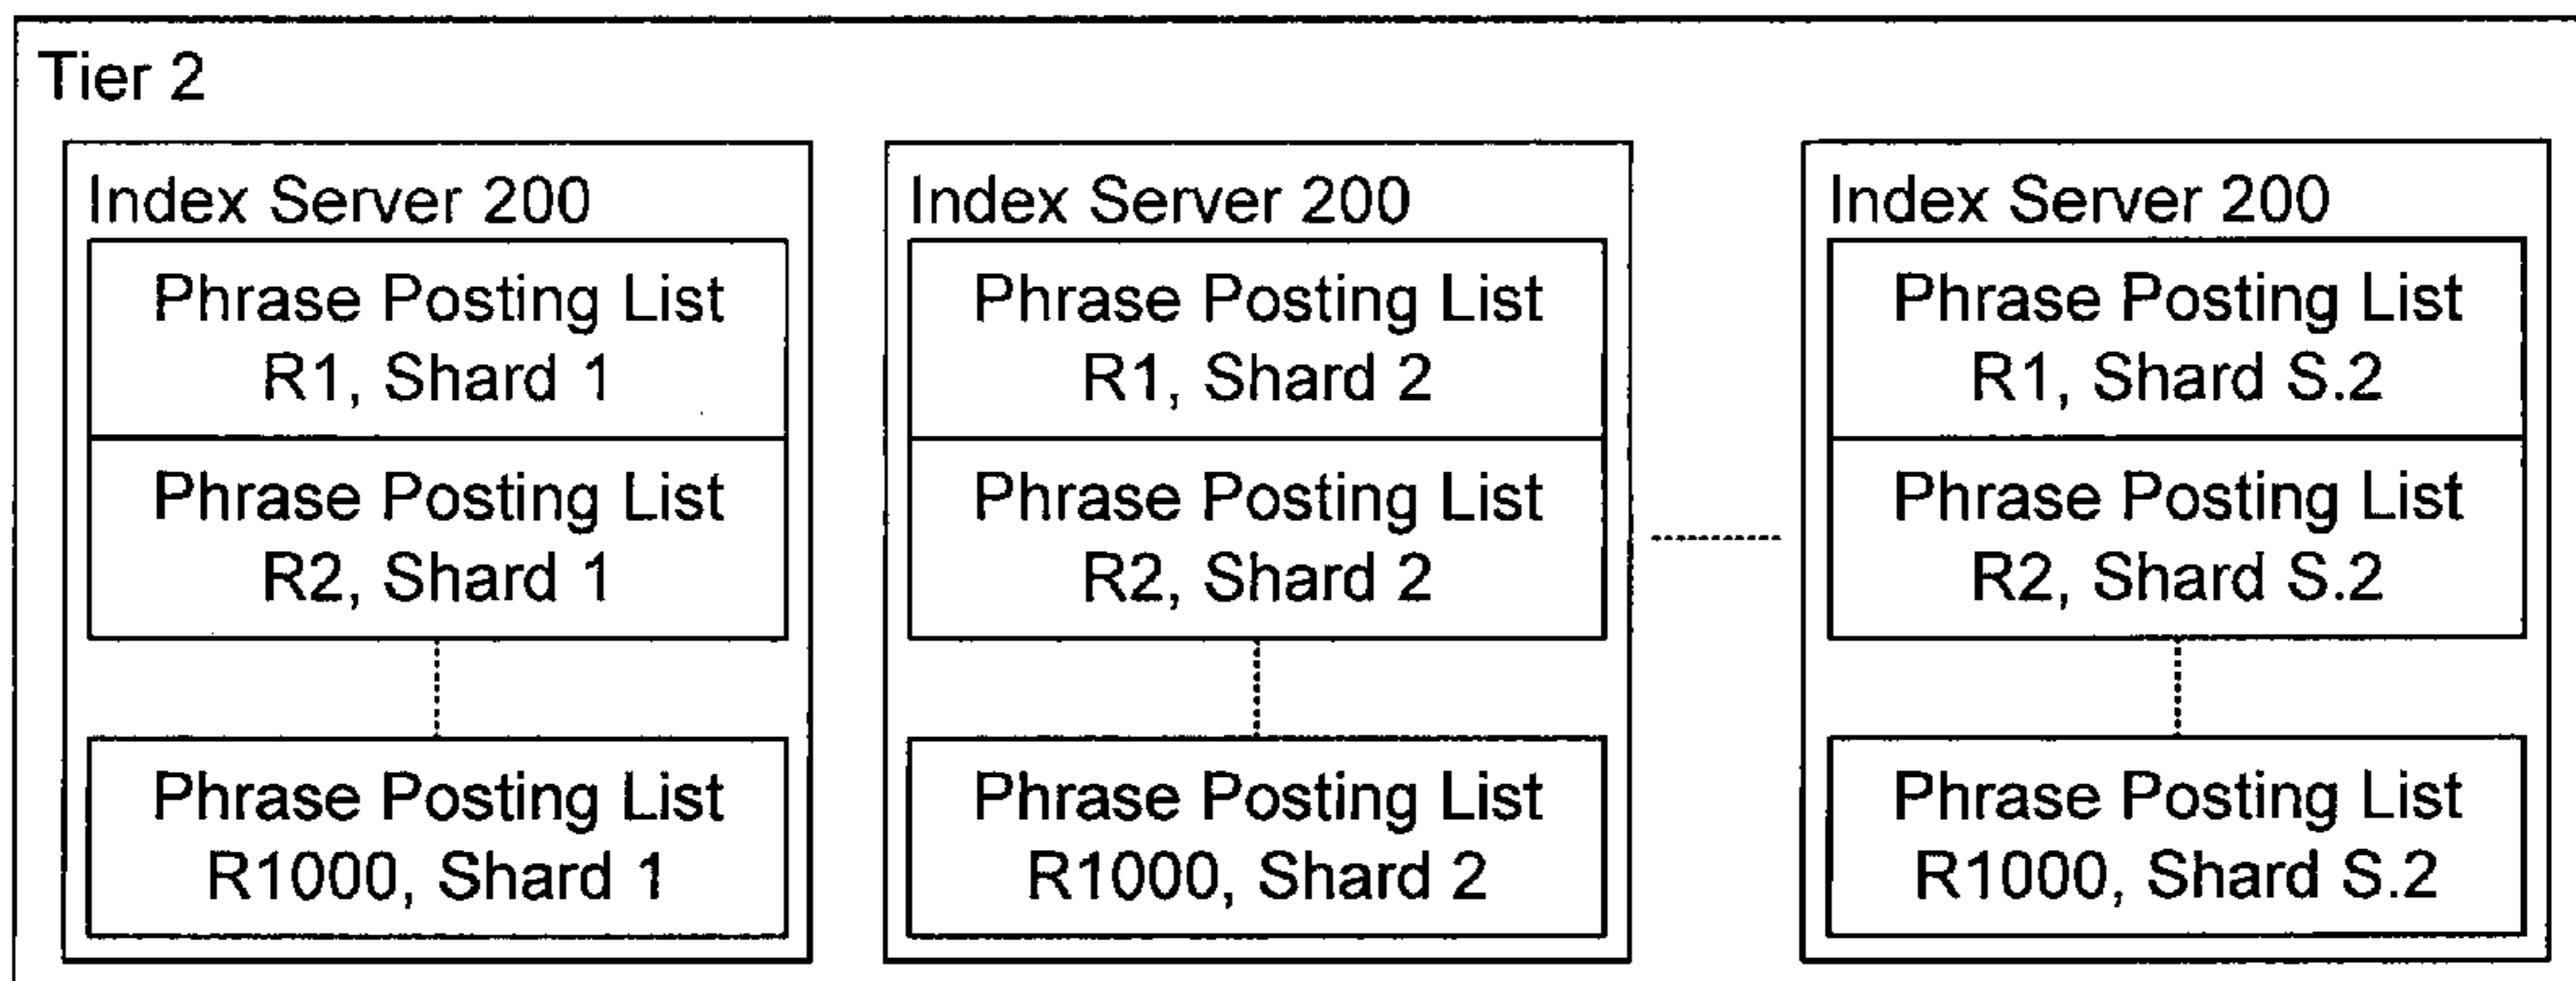 Tier 2
Index Server 200
Phrase Posting List
R1, Shard 1
Phrase Posting List
R2, Shard 1
Phrase Posting List
R1000, Shard 1
Index Server 200
Phrase Posting List
R1, Shard 2
Phrase Posting List
R2, Shard 2
Phrase Posting List
R1000, Shard 2
Index Server 200
Phrase Posting List
R1, Shard S.2
Phrase Posting List
R2, Shard S.2
Phrase Posting List
R1000, Shard S.2